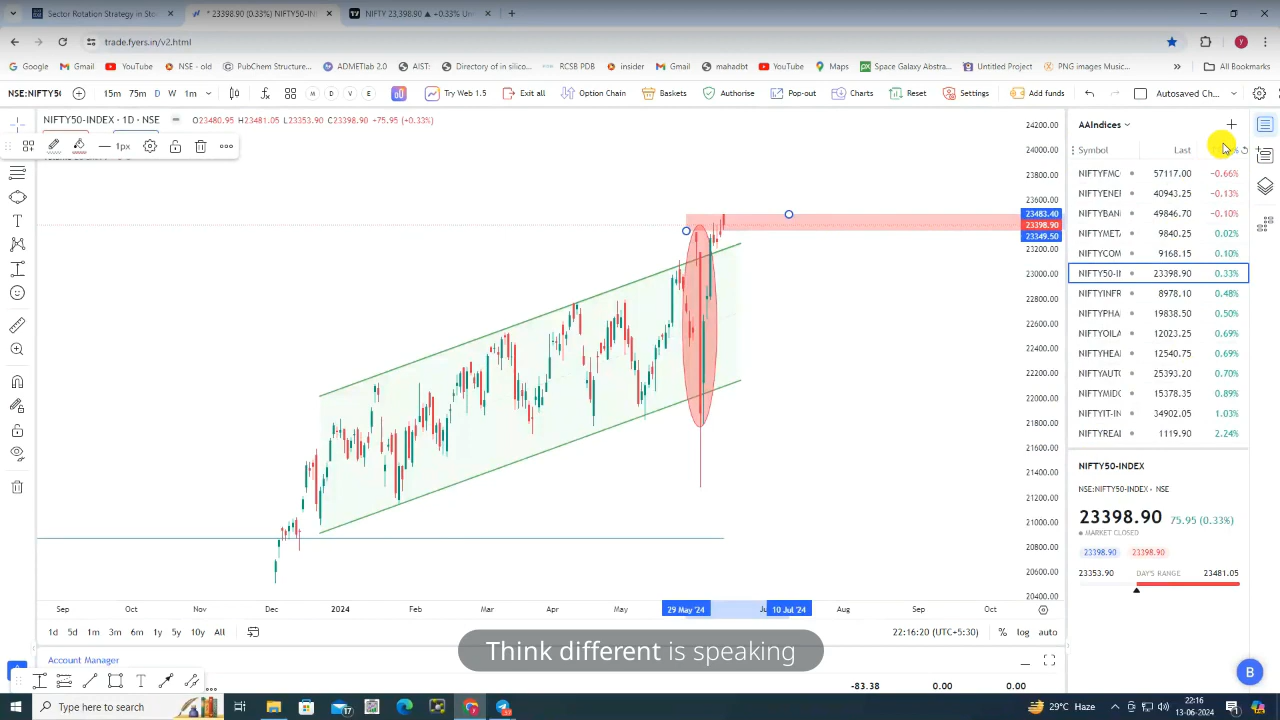 Sector Rotation Strategy in Stoc
* 23398.90 (0.33%) NIFTY50-IN
NIFTY 23,398.90 ▲ +0.33% Un
trade.fyers.in/v2.html
Google
Gmail
YouTube
NSE - old
PubChem Structure...
ADMETlab 2.0
AIST:
Directory of in silico...
RCSB PDB
insider
Gmail
mahadbt
YouTube
Maps
Space Galaxy Abstra...
Untitled Project
PNG images Music...
All Bookmarks
NSE:NIFTY50
15m 75m D W 1m
M D V E
Try Web 1.5
Exit all
Option Chain
Baskets
Authorise
Pop-out
Charts
Reset
Settings
Add funds
Autosaved Ch...
NIFTY50-INDEX · 1D · NSE
O23480.95 H23481.05 L23353.90 C23398.90 +75.95 (+0.33%)
1px
24200.00
24000.00
23800.00
23600.00
23483.40
23398.90
23349.50
23200.00
23000.00
22800.00
22600.00
22400.00
22200.00
22000.00
21800.00
21600.00
21400.00
21200.00
21000.00
20800.00
20600.00
20400.00
Sep Oct Nov Dec 2024 Feb Mar Apr May 29 May '24 Ju 10 Jul '24 Aug Sep Oct
1d 5d 1m 3m 6m 1y 5y 10y All
22:16:20 (UTC+5:30) % log auto
AAIndices
Symbol Last
NIFTYFMC 57117.00 −0.66%
NIFTYENE 40943.25 −0.13%
NIFTYBANI 49846.70 −0.10%
NIFTYMETA 9840.25 0.02%
NIFTYCOM 9168.15 0.10%
NIFTY50-IN 23398.90 0.33%
NIFTYINFR 8978.10 0.48%
NIFTYPHA 19838.50 0.50%
NIFTYOILA 12023.25 0.69%
NIFTYHEA 12540.75 0.69%
NIFTYAUTO 25393.20 0.70%
NIFTYMIDC 15378.35 0.89%
NIFTYIT-IN 34902.05 1.03%
NIFTYREAI 1119.90 2.24%
NIFTY50-INDEX
NSE:NIFTY50-INDEX · NSE
23398.90 75.95 (0.33%)
MARKET CLOSED
23398.90 23398.90
23353.90 DAY'S RANGE 23481.05
Account Manager
Think different is speaking
-83.38 0.00 0.00
B
Type here to search
17
7
29°C Haze
22:16
13-06-2024